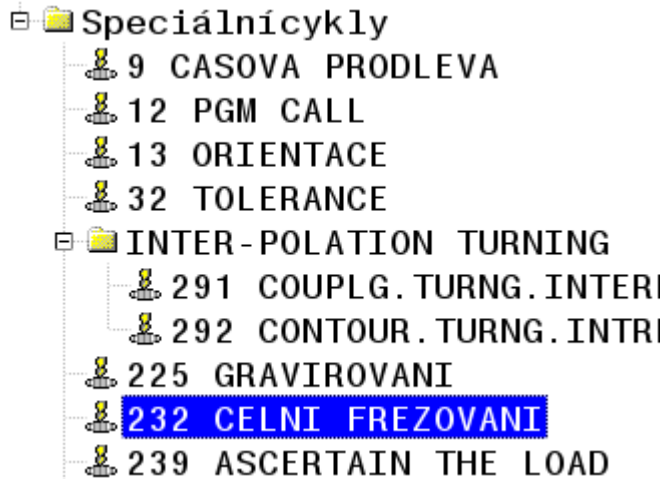 Speciálnícykly
9 CASOVA PRODLEVA
12 PGM CALL
13 ORIENTACE
32 TOLERANCE
INTER-POLATION TURNING
291 COUPLG.TURNG.INTER
292 CONTOUR.TURNG.INTR
225 GRAVIROVANI
232 CELNI FREZOVANI
239 ASCERTAIN THE LOAD